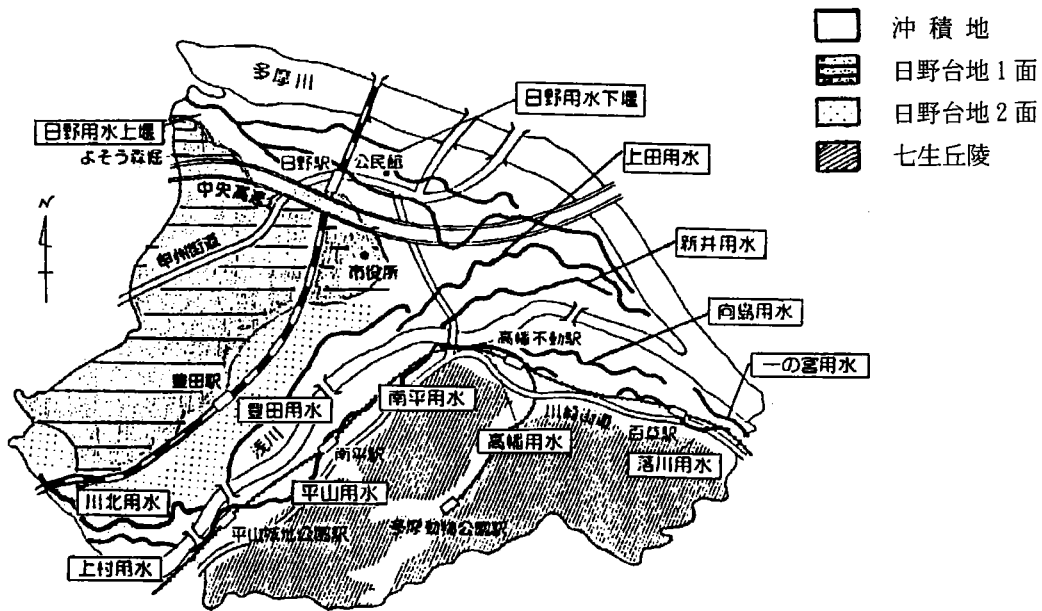 沖積地
日野台地1面
日野台地2面
七生丘陵
多摩川
日野用水下堰
日野用水上堰
よそう森堀
日野駅
公民館
上田用水
中央高速
甲州街道
市役所
新井用水
向島用水
高幡不動駅
一の宮用水
豊田駅
豊田用水
南平用水
川崎街道
百草駅
浅川
南平駅
高幡用水
落川用水
川北用水
平山用水
多摩動物公園駅
平山城址公園駅
上村用水
N